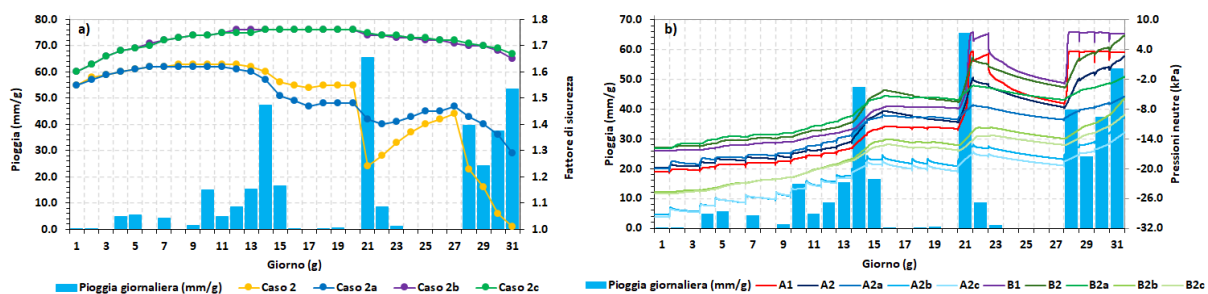 a)
80.0
70.0
60.0
50.0
40.0
30.0
20.0
10.0
0.0
Pioggia (mm/g)
1.8
1.7
1.6
1.5
1.4
1.3
1.2
1.1
1.0
Fattore di sicurezza
1 3 5 7 9 11 13 15 17 19 21 23 25 27 29 31
Giorno (g)
Pioggia giornaliera (mm/g) Caso 2 Caso 2a Caso 2b Caso 2c
b)
70.0
60.0
50.0
40.0
30.0
20.0
10.0
0.0
Pioggia (mm/g)
10.0
4.0
-2.0
-8.0
-14.0
-20.0
-26.0
-32.0
Pressioni neutre (kPa)
1 3 5 7 9 11 13 15 17 19 21 23 25 27 29 31
Giorno (g)
Pioggia giornaliera (mm/g) A1 A2 A2a A2b A2c B1 B2 B2a B2b B2c